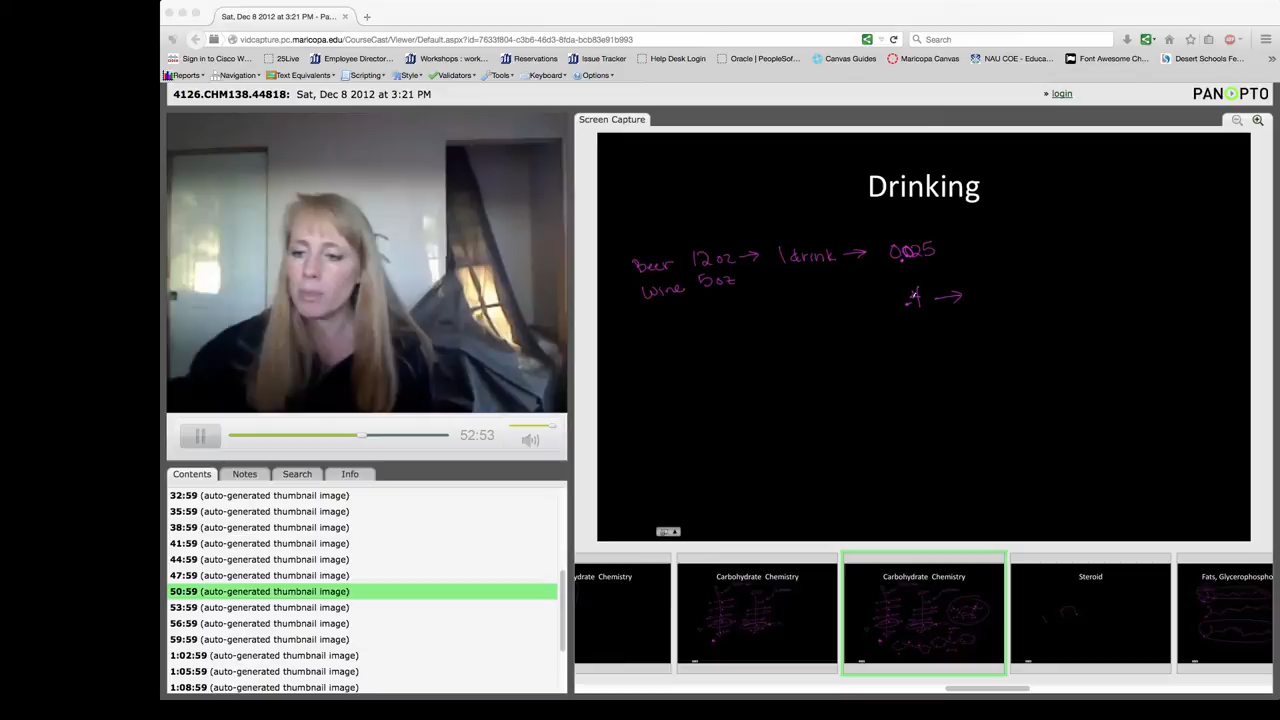 Sat, Dec 8 2012 at 3:21 PM - Pa...
vidcapture.pc.maricopa.edu/CourseCast/Viewer/Default.aspx?id=7633f804-c3b6-46d3-8fda-bcb83e91b993
Search
Sign in to Cisco W...
25Live
Employee Director...
Workshops : work...
Reservations
Issue Tracker
Help Desk Login
Oracle | PeopleSof...
Canvas Guides
Maricopa Canvas
NAU COE - Educa...
Font Awesome Ch...
Desert Schools Fe...
Reports
Navigation
Text Equivalents
Scripting
Style
Validators
Tools
Keyboard
Options
4126.CHM138.44818: Sat, Dec 8 2012 at 3:21 PM
» login
PANOPTO
Screen Capture
Drinking
Beer 12oz → 1 drink → 0.025
Wine 5oz
.4 →
52:53
Contents
Notes
Search
Info
32:59 (auto-generated thumbnail image)
35:59 (auto-generated thumbnail image)
38:59 (auto-generated thumbnail image)
41:59 (auto-generated thumbnail image)
44:59 (auto-generated thumbnail image)
47:59 (auto-generated thumbnail image)
50:59 (auto-generated thumbnail image)
53:59 (auto-generated thumbnail image)
56:59 (auto-generated thumbnail image)
59:59 (auto-generated thumbnail image)
1:02:59 (auto-generated thumbnail image)
1:05:59 (auto-generated thumbnail image)
1:08:59 (auto-generated thumbnail image)
ydrate Chemistry
Carbohydrate Chemistry
Carbohydrate Chemistry
Steroid
Fats, Glycerophospho